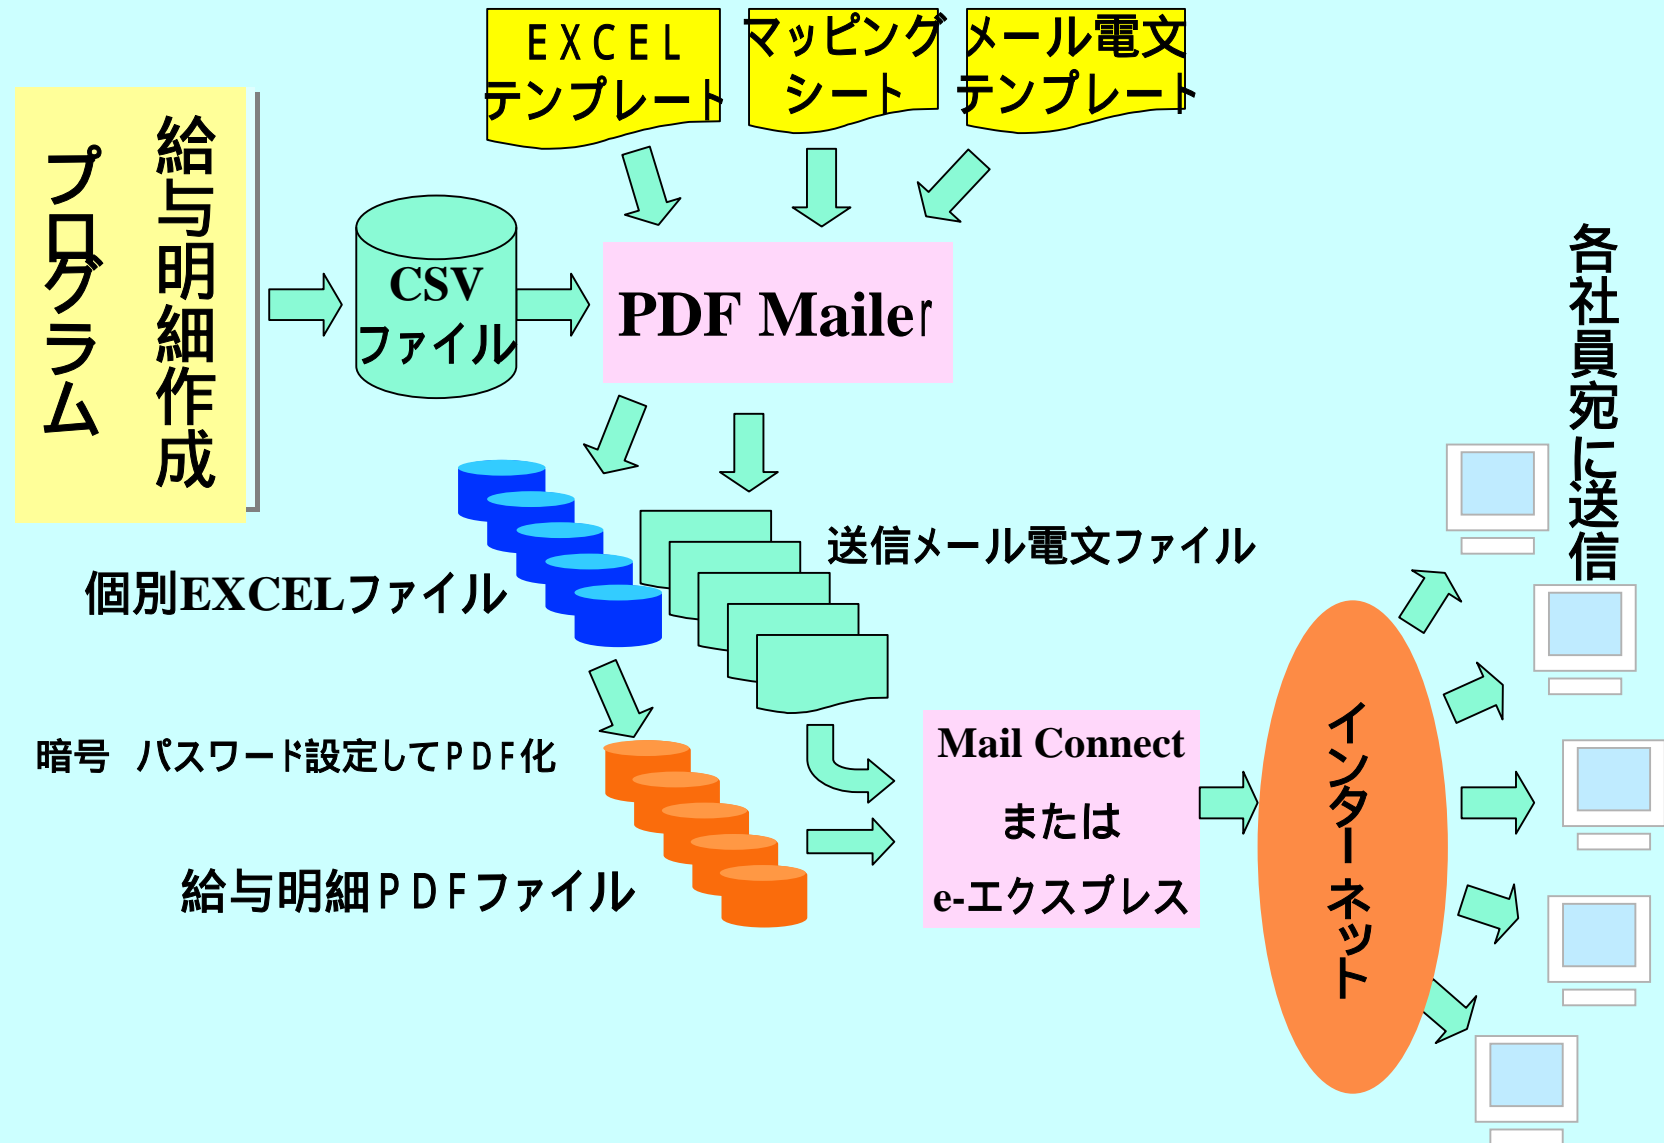 ＥＸＣＥＬ
テンプレート
マッピング
シート
メール電文
テンプレート
給与明細作成
プログラム
CSV
ファイル
PDF Mailer
各社員宛に送信
送信メール電文ファイル
個別EXCELファイル
暗号　パスワード設定してＰＤＦ化
給与明細ＰＤＦファイル
Mail Connect
または
e-エクスプレス
インターネット